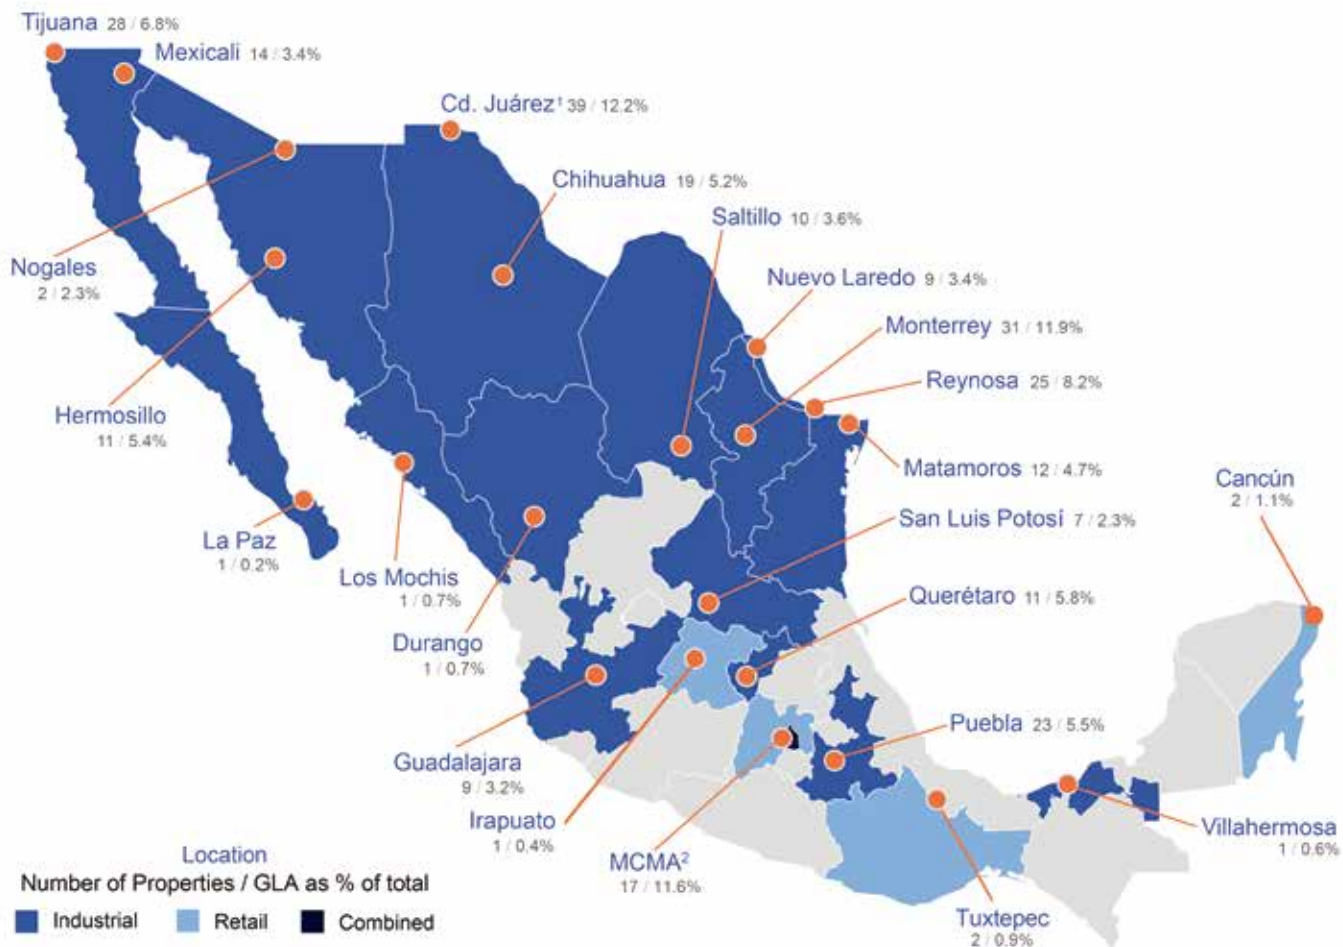 Tijuana 28 / 6.8%
Mexicali 14 / 3.4%
Cd. Juárez¹ 39 / 12.2%
Chihuahua 19 / 5.2%
Saltillo 10 / 3.6%
Nogales
2 / 2.3%
Nuevo Laredo 9 / 3.4%
Monterrey 31 / 11.9%
Reynosa 25 / 8.2%
Hermosillo
11 / 5.4%
Matamoros 12 / 4.7%
Cancún
2 / 1.1%
San Luis Potosí 7 / 2.3%
La Paz
1 / 0.2%
Los Mochis
1 / 0.7%
Querétaro 11 / 5.8%
Durango
1 / 0.7%
Puebla 23 / 5.5%
Guadalajara
9 / 3.2%
Irapuato
1 / 0.4%
Villahermosa
1 / 0.6%
MCMA²
17 / 11.6%
Tuxtepec
2 / 0.9%
Location
Number of Properties / GLA as % of total
Industrial Retail Combined